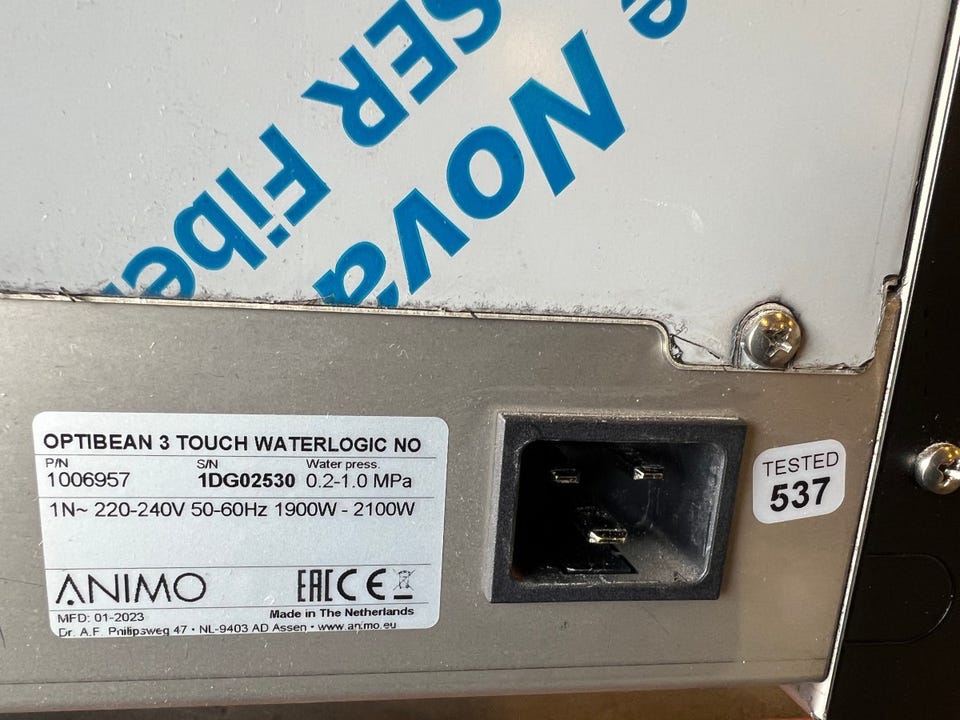 e
Nova
SER Fibe
OPTIBEAN 3 TOUCH WATERLOGIC NO
P/N S/N Water press.
1006957 1DG02530 0.2-1.0 MPa
1N~ 220-240V 50-60Hz 1900W - 2100W
ANIMO EAC CE
MFD: 01-2023 Made in The Netherlands
Dr. A.F. Philipsweg 47 • NL-9403 AD Assen • www.animo.eu
TESTED
537